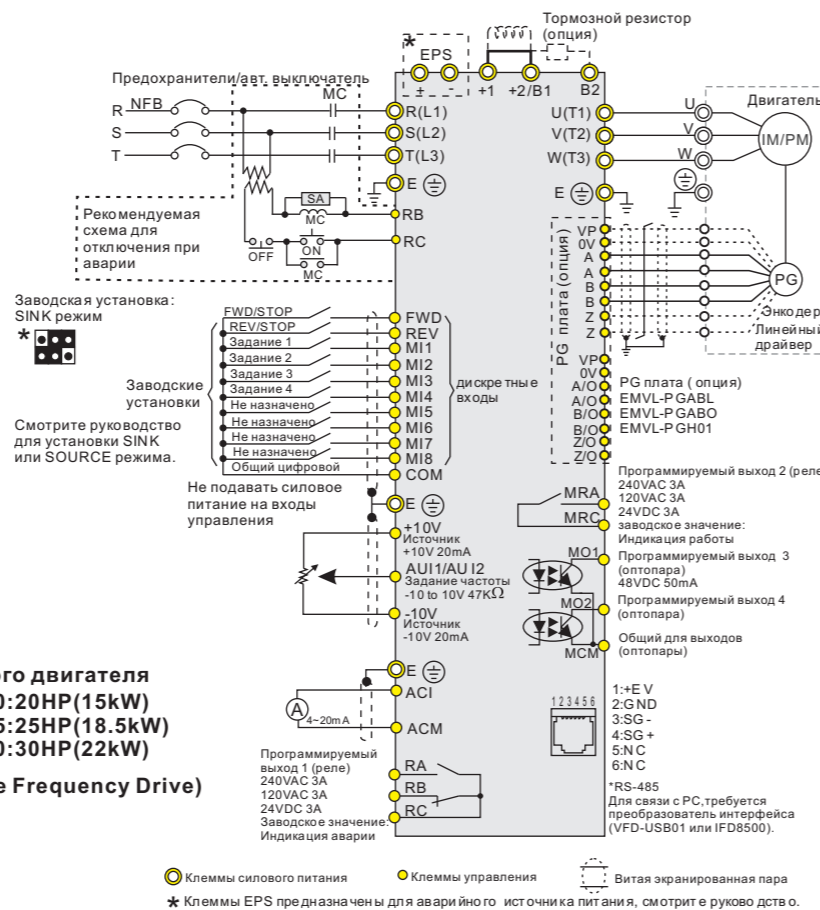 Тормозной резистор
(опция)
*
EPS
±
-
+1
+2/B1
B2
Предохранители/авт. выключатель
MC
R
NFB
S
T
R(L1)
S(L2)
T(L3)
E
U(T1)
V(T2)
W(T3)
E
U
V
W
Двигатель
IM/PM
SA
MC
RB
RC
OFF
ON
MC
Рекомендуемая
схема для
отключения при
аварии
PG плата (опция)
VP
0V
A
A
B
B
Z
Z
PG
Энкодер
Линейный
драйвер
VP
0V
A/O
A/O
B/O
B/O
Z/O
Z/O
PG плата ( опция)
EMVL-PGABL
EMVL-PGABO
EMVL-PGH01
Заводская установка:
SINK режим
*
Заводские
установки
Смотрите руководство
для установки SINK
или SOURCE режима.
FWD/STOP
REV/STOP
Задание 1
Задание 2
Задание 3
Задание 4
Не назначено
Не назначено
Не назначено
Не назначено
Общий цифровой
FWD
REV
MI1
MI2
MI3
MI4
MI5
MI6
MI7
MI8
COM
дискретные
входы
Не подавать силовое
питание на входы
управления
E
+10V
Источник
+10V 20mA
AUI1/AUI2
Задание частоты
-10 to 10V 47KΩ
-10V
Источник
-10V 20mA
E
ACI
A
4~20mA
ACM
MRA
MRC
Программируемый выход 2 (реле
240VAC 3A
120VAC 3A
24VDC 3A
заводское значение:
Индикация работы
MO1
Программируемый выход 3
(оптопара)
48VDC 50mA
MO2
Программируемый выход 4
(оптопара)
MCM
Общий для выходов
(оптопары)
123456
1:+EV
2:GND
3:SG-
4:SG+
5:NC
6:NC
*RS-485
Для связи с PC,требуется
преобразователь интерфейса
(VFD-USB01 или IFD8500).
ого двигателя
0:20HP(15kW)
5:25HP(18.5kW)
0:30HP(22kW)
e Frequency Drive)
Программируемый
выход 1 (реле)
240VAC 3A
120VAC 3A
24VDC 3A
Заводское значение:
Индикация аварии
RA
RB
RC
Клеммы силового питания
Клеммы управления
Витая экранированная пара
* Клеммы EPS предназначены для аварийного источника питания, смотрите руководство.